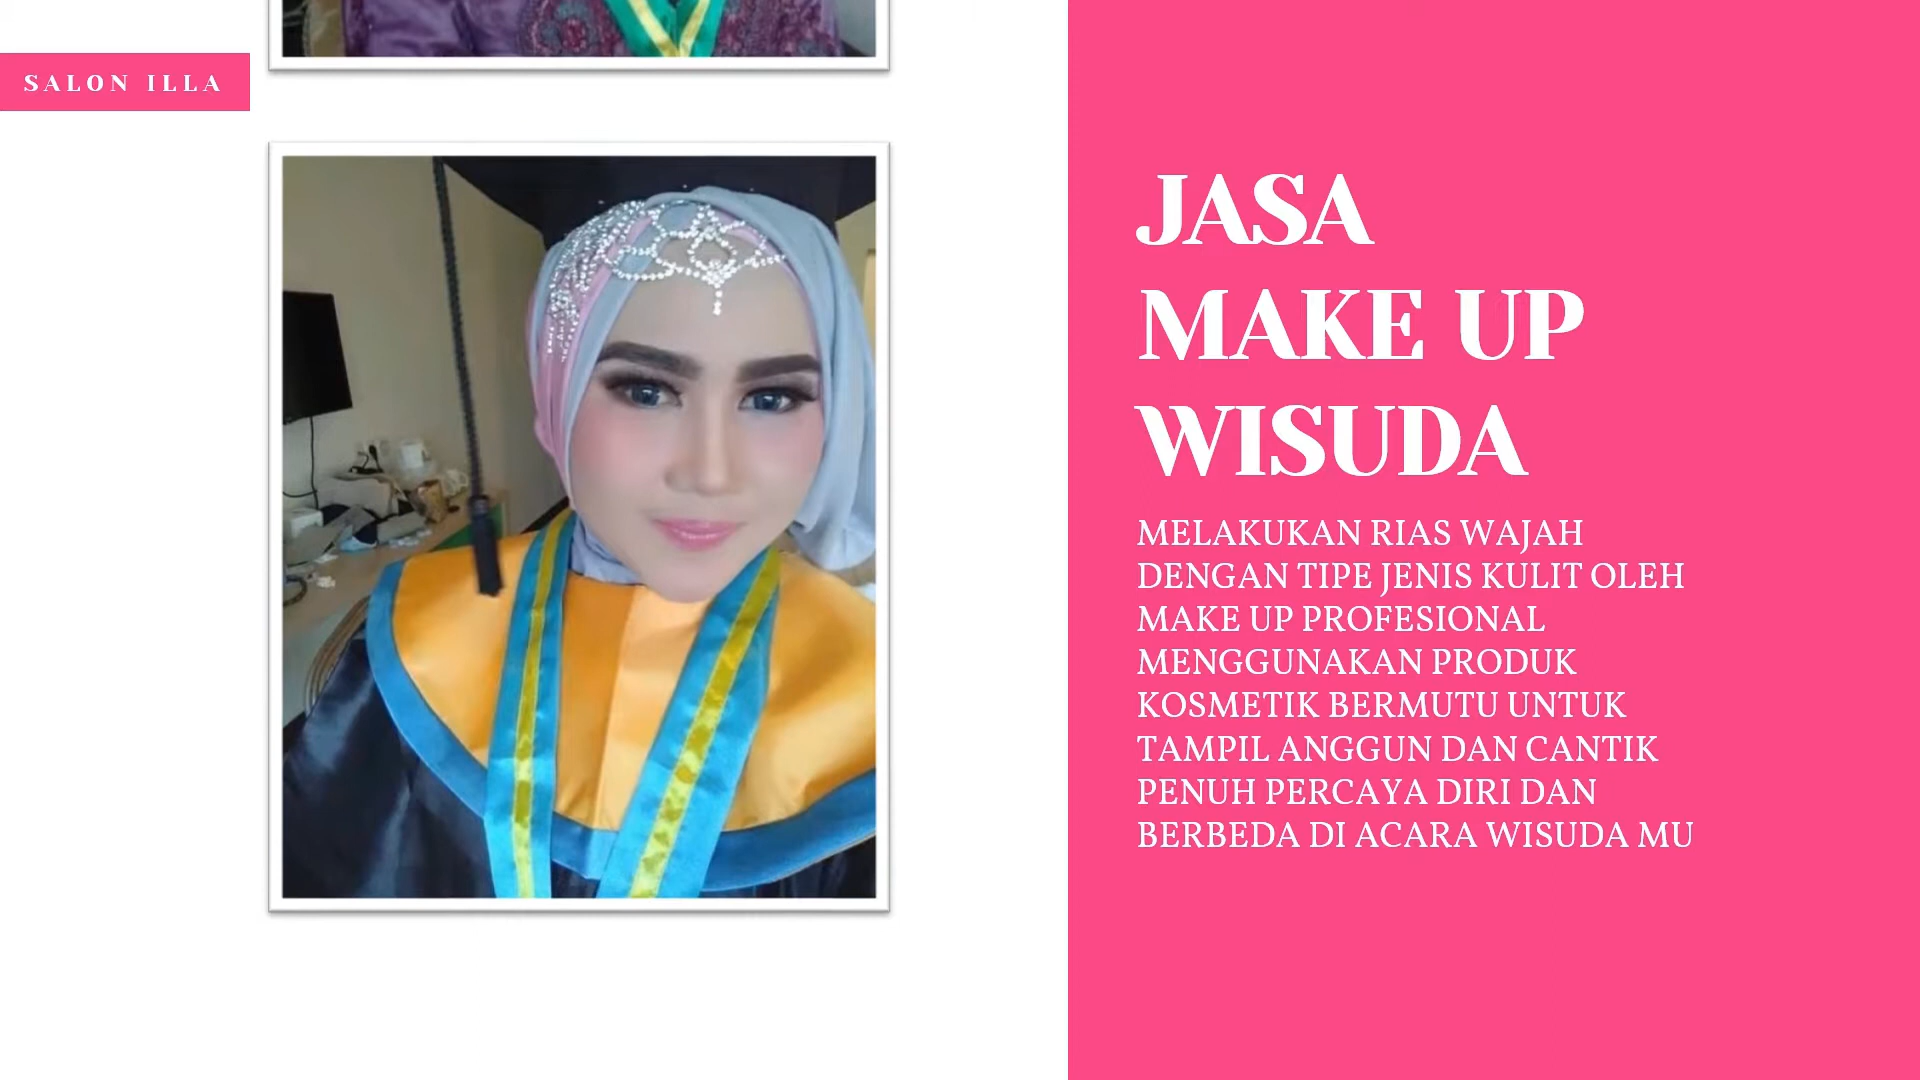 SALON ILLA
JASA
MAKE UP
WISUDA
MELAKUKAN RIAS WAJAH
DENGAN TIPE JENIS KULIT OLEH
MAKE UP PROFESIONAL
MENGGUNAKAN PRODUK
KOSMETIK BERMUTU UNTUK
TAMPIL ANGGUN DAN CANTIK
PENUH PERCAYA DIRI DAN
BERBEDA DI ACARA WISUDA MU